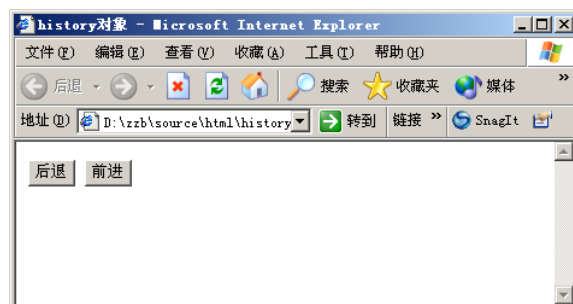 history对象 - Microsoft Internet Explorer
文件(F) 编辑(E) 查看(V) 收藏(A) 工具(T) 帮助(H)
后退 搜索 收藏夹 媒体 »
地址(D) D:\zzb\source\html\history 转到 链接 » SnagIt
后退 前进